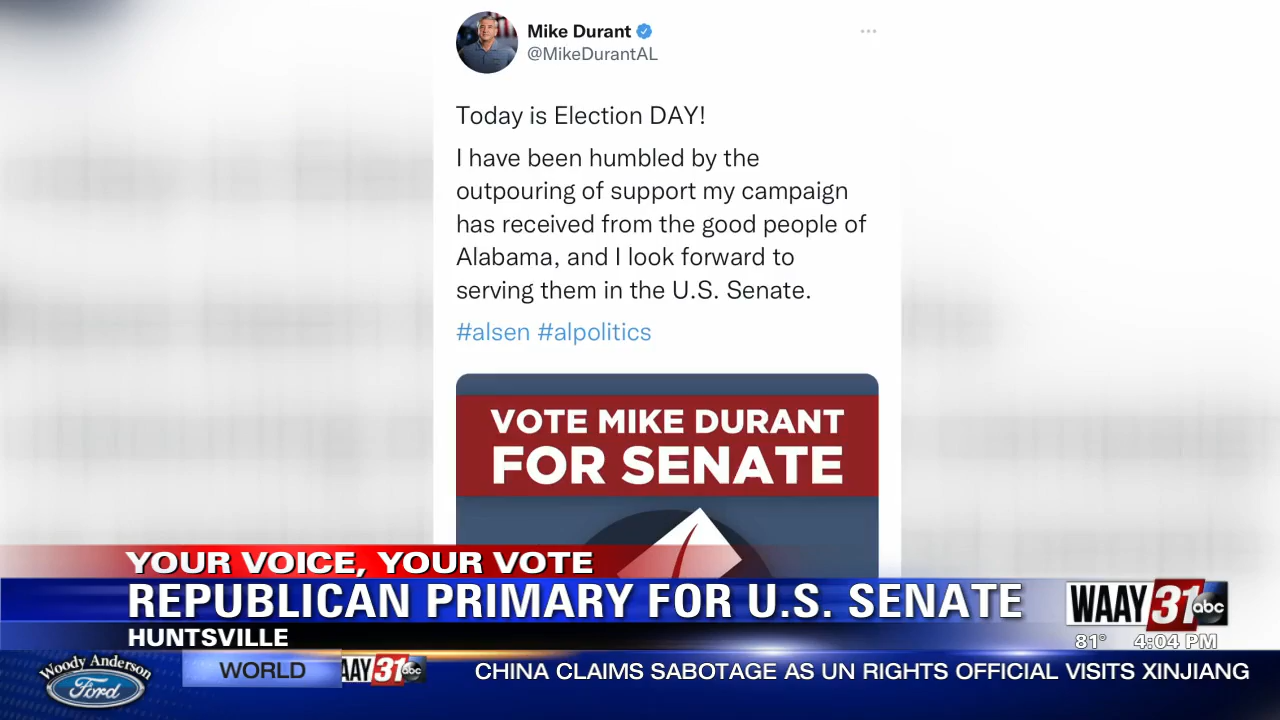 Mike Durant
@MikeDurantAL
Today is Election DAY!
I have been humbled by the
outpouring of support my campaign
has received from the good people of
Alabama, and I look forward to
serving them in the U.S. Senate.
#alsen #alpolitics
VOTE MIKE DURANT
FOR SENATE
YOUR VOICE, YOUR VOTE
REPUBLICAN PRIMARY FOR U.S. SENATE
HUNTSVILLE
WAAY 31 abc
81° 4:04 PM
Woody Anderson
Ford
WORLD
AAY 31 abc
CHINA CLAIMS SABOTAGE AS UN RIGHTS OFFICIAL VISITS XINJIANG